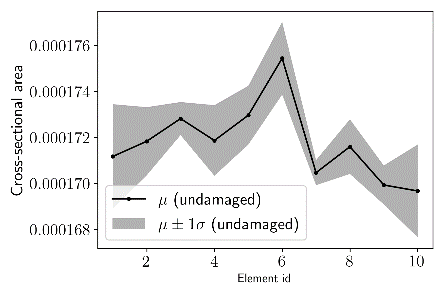 0.000176
0.000174
0.000172
0.000170
0.000168
Cross-sectional area
μ (undamaged)
μ ± 1σ (undamaged)
2 4 6 8 10
Element id